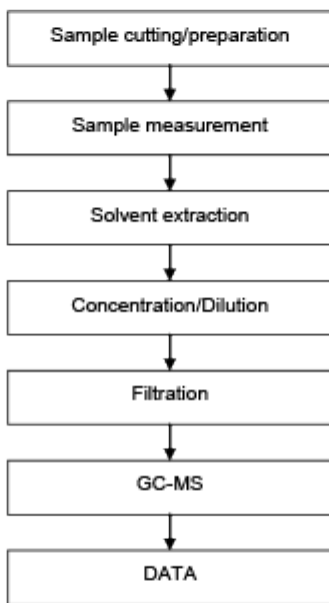 Sample cutting/preparation
Sample measurement
Solvent extraction
Concentration/Dilution
Filtration
GC-MS
DATA